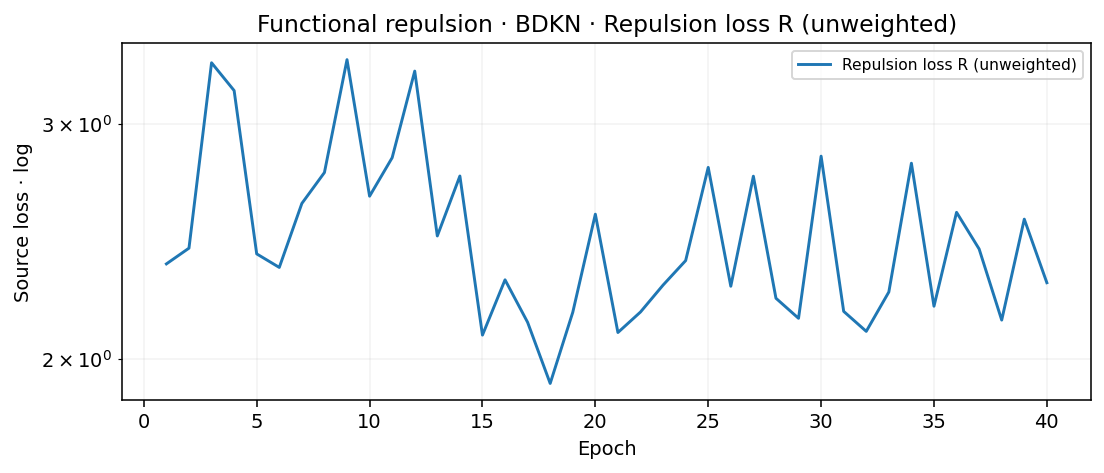 Functional repulsion · BDKN · Repulsion loss R (unweighted)
Repulsion loss R (unweighted)
Source loss · log
3 × 10⁰
2 × 10⁰
0 5 10 15 20 25 30 35 40
Epoch